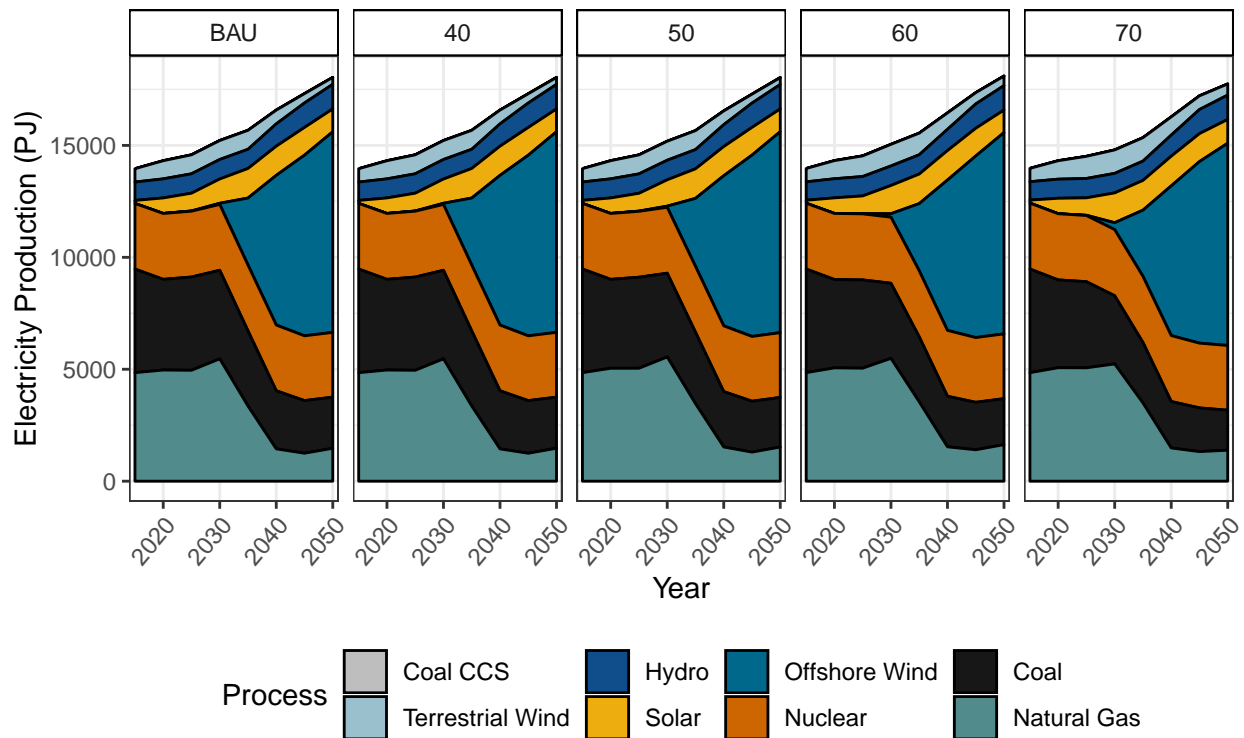 BAU 40 50 60 70
Electricity Production (PJ)
15000
10000
5000
0
2020 2030 2040 2050 2020 2030 2040 2050 2020 2030 2040 2050 2020 2030 2040 2050 2020 2030 2040 2050
Year
Process
Coal CCS Hydro Offshore Wind Coal
Terrestrial Wind Solar Nuclear Natural Gas